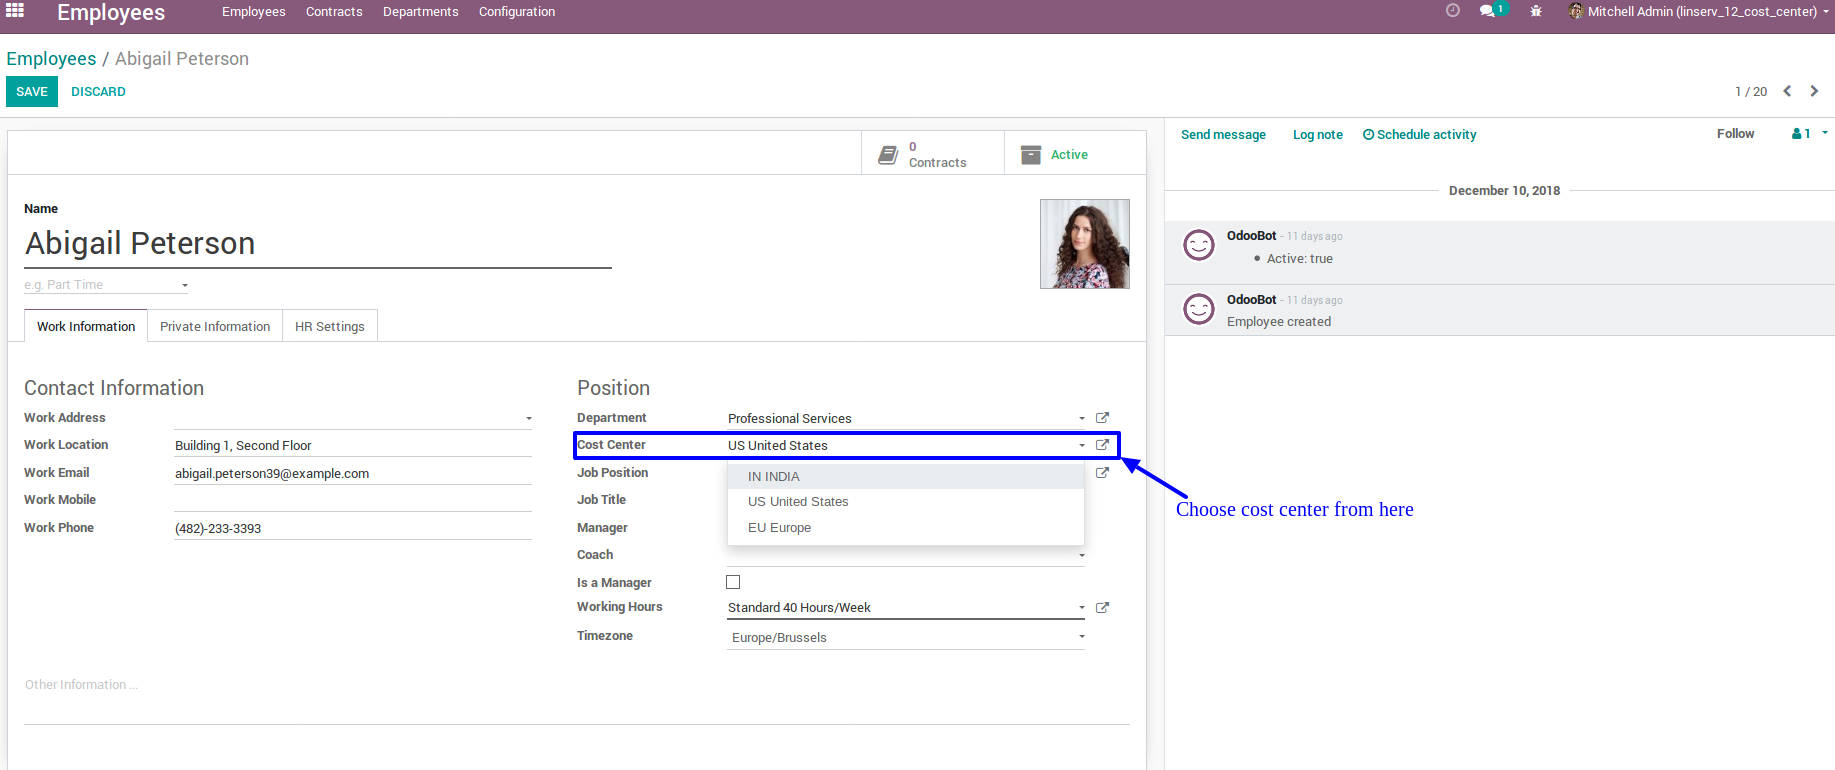 Employees
Employees Contracts Departments Configuration
1
Mitchell Admin (linserv_12_cost_center)
Employees / Abigail Peterson
SAVE DISCARD
1 / 20
0
Contracts
Active
Name
Abigail Peterson
e.g. Part Time
Work Information Private Information HR Settings
Contact Information
Work Address
Work Location Building 1, Second Floor
Work Email abigail.peterson39@example.com
Work Mobile
Work Phone (482)-233-3393
Position
Department Professional Services
Cost Center US United States
IN INDIA
US United States
EU Europe
Job Position
Job Title
Manager
Coach
Is a Manager
Working Hours Standard 40 Hours/Week
Timezone Europe/Brussels
Other Information ...
Choose cost center from here
Send message Log note Schedule activity
Follow 1
December 10, 2018
OdooBot - 11 days ago
• Active: true
OdooBot - 11 days ago
Employee created